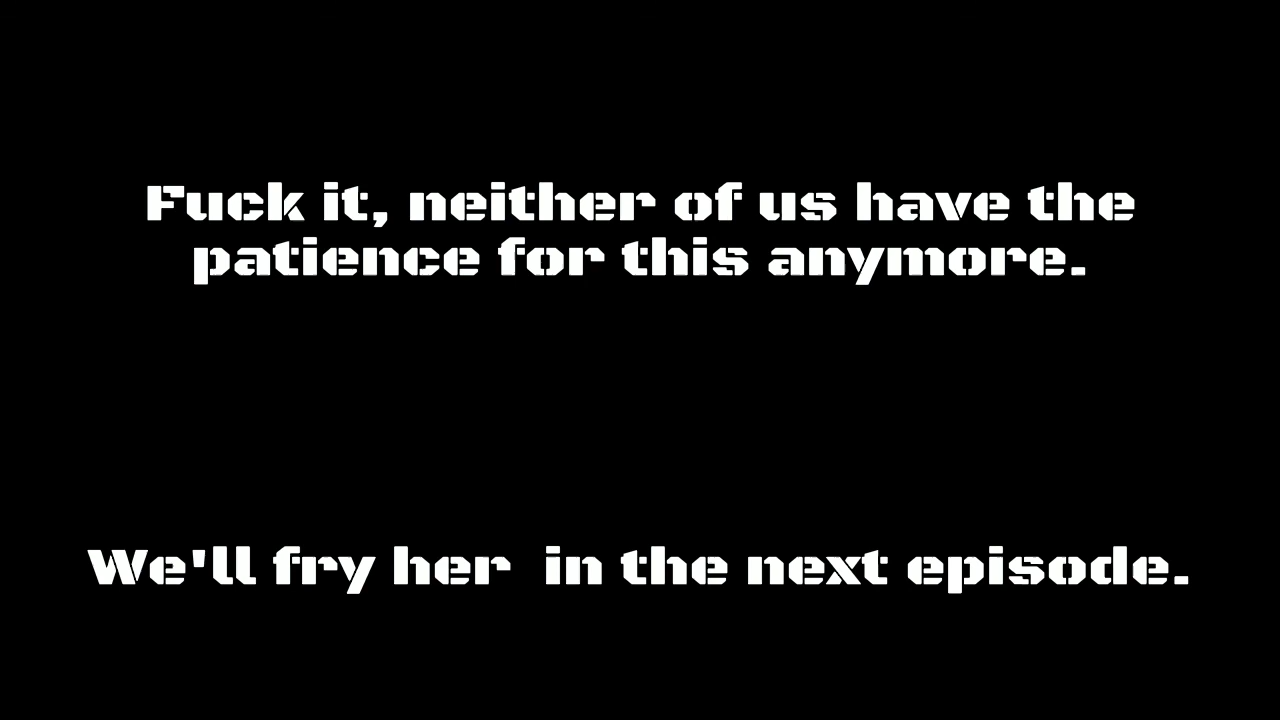 Fuck it, neither of us have the
patience for this anymore.
We'll fry her  in the next episode.